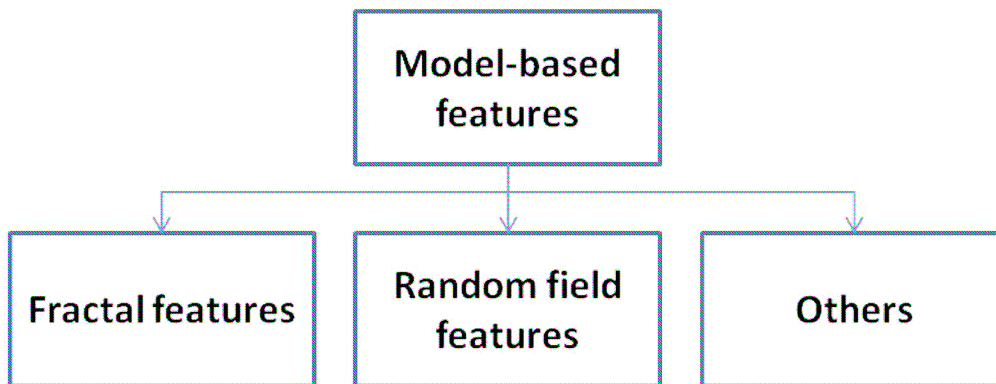 Model-based
features
Fractal features
Random field
features
Others